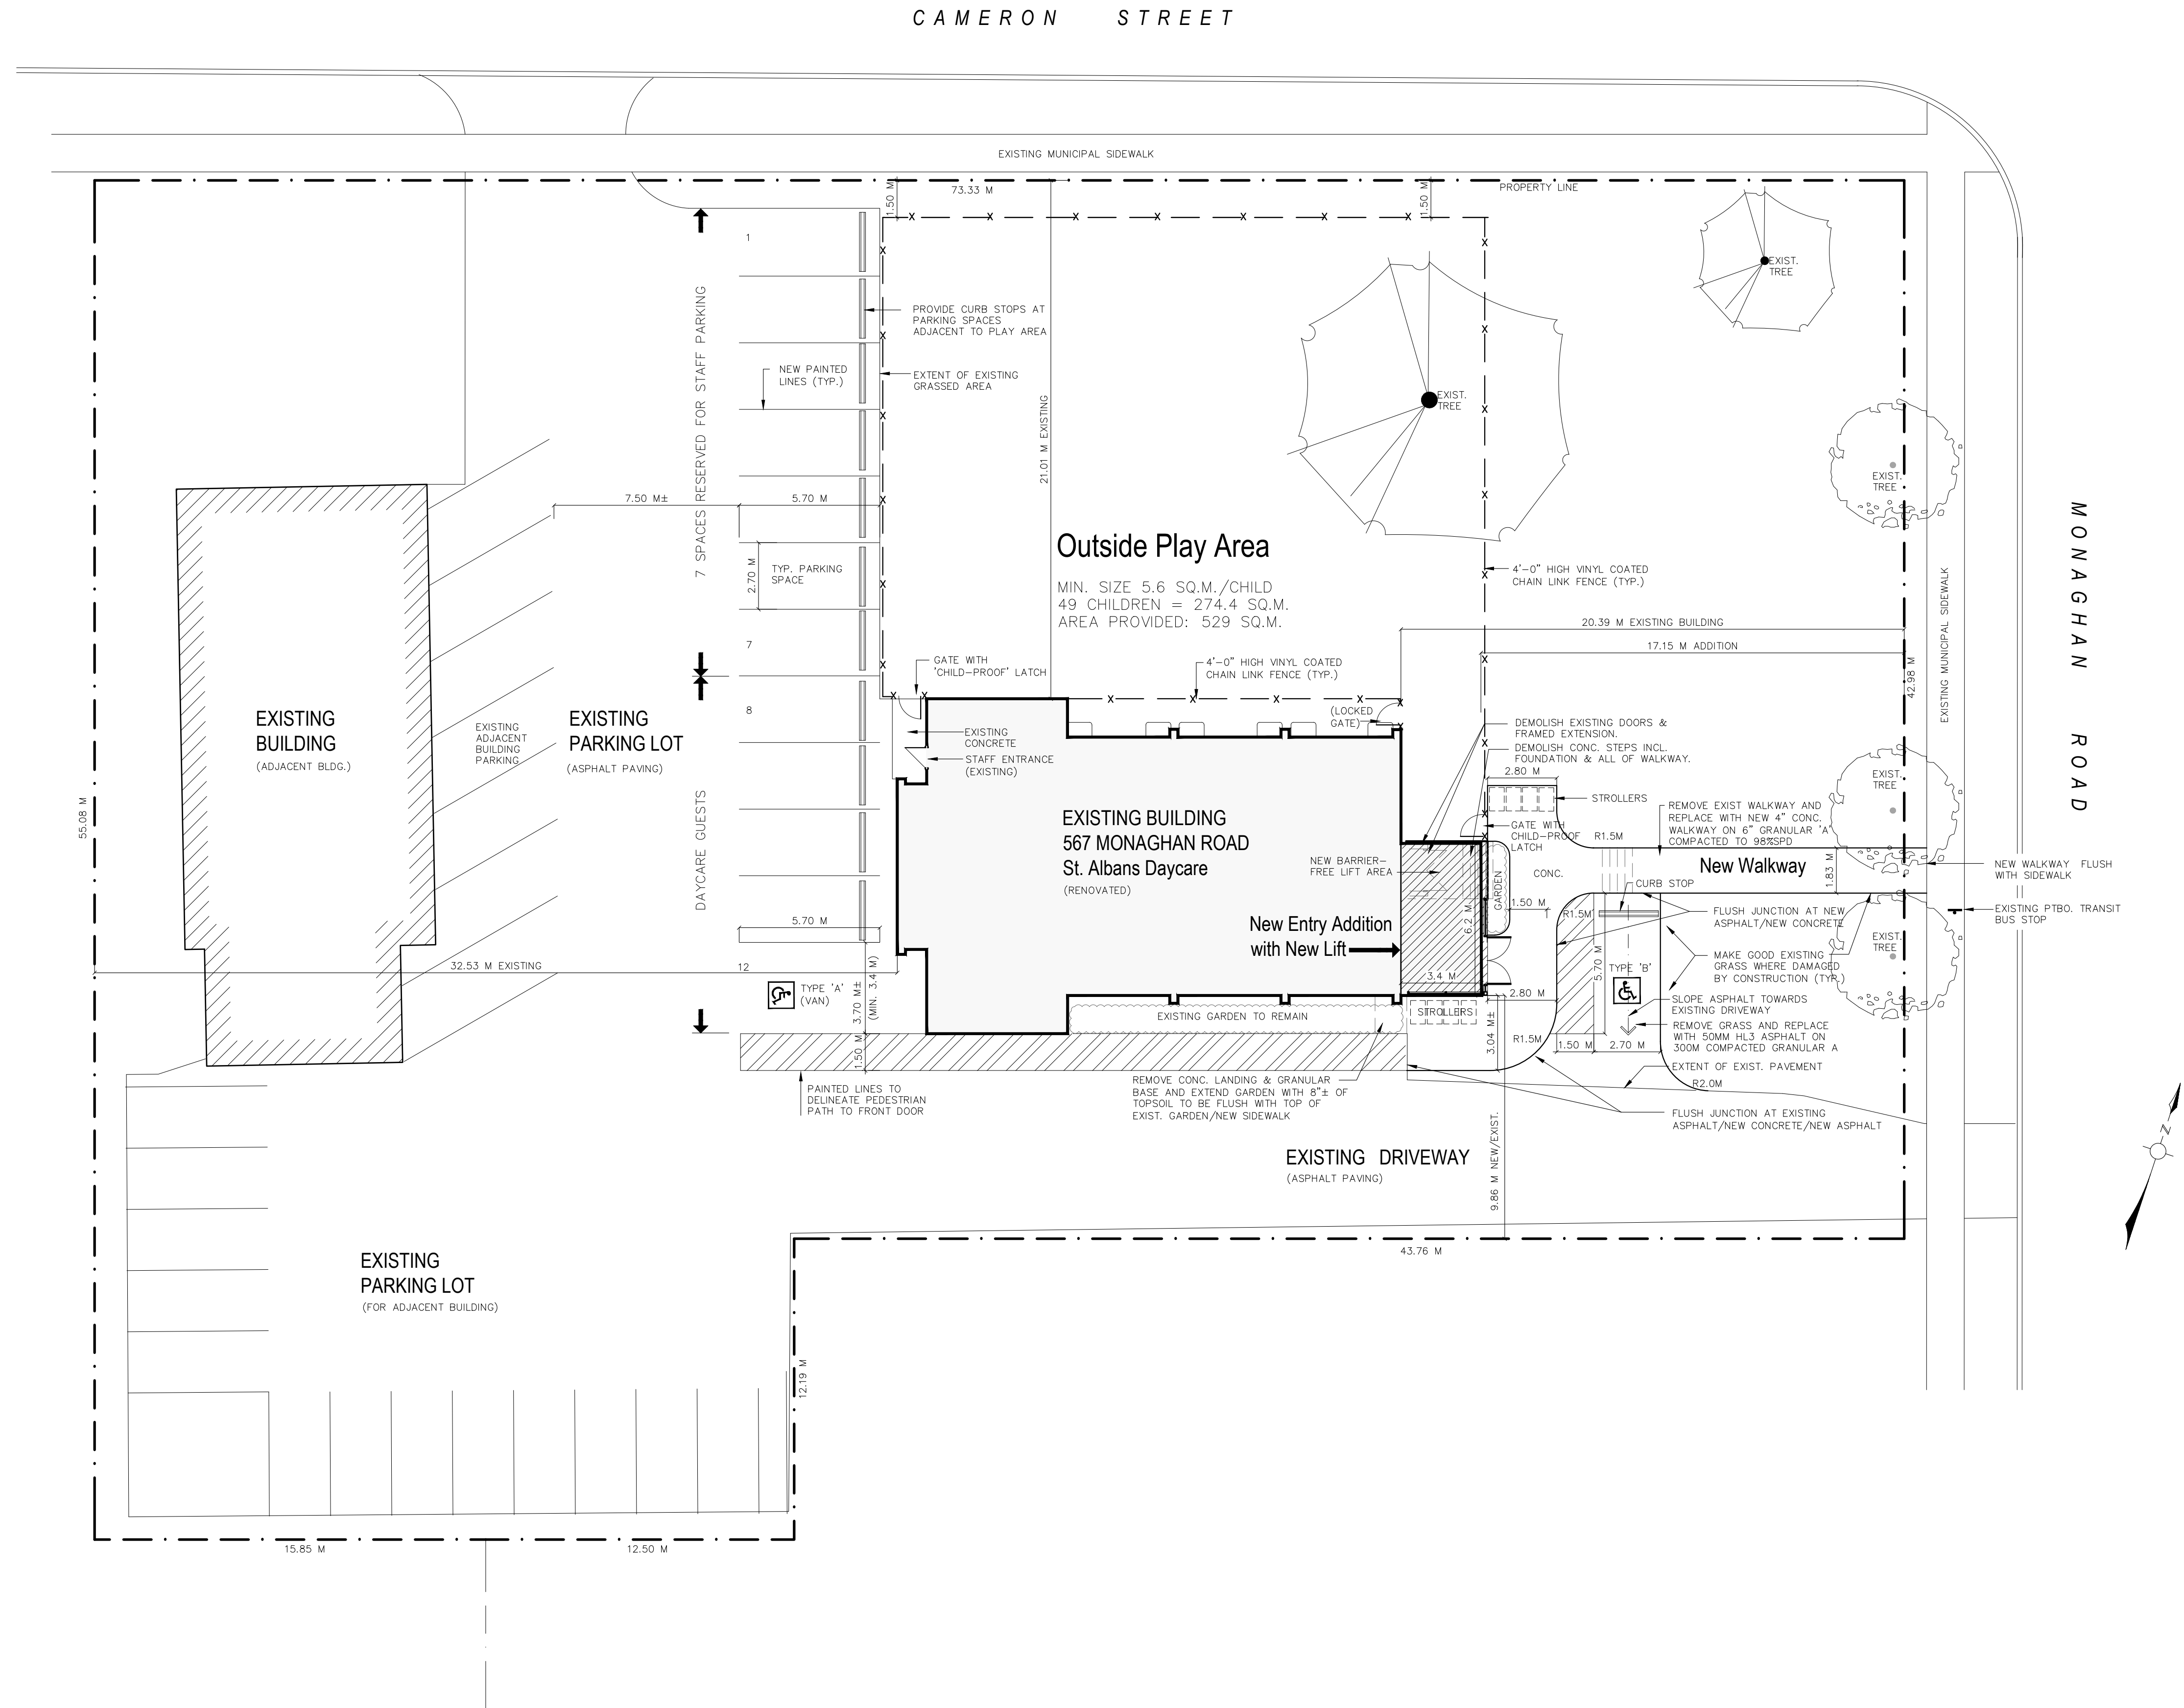 CAMERON STREET
EXISTING MUNICIPAL SIDEWALK
1.50 M
73.33 M
1.50 M
PROPERTY LINE
1
EXIST.
TREE
7 SPACES RESERVED FOR STAFF PARKING
PROVIDE CURB STOPS AT
PARKING SPACES
ADJACENT TO PLAY AREA
NEW PAINTED
LINES (TYP.)
EXTENT OF EXISTING
GRASSED AREA
21.01 M EXISTING
EXIST.
TREE
EXIST.
TREE
7.50 M±
5.70 M
MONAGHAN ROAD
Outside Play Area
MIN. SIZE 5.6 SQ.M./CHILD
49 CHILDREN = 274.4 SQ.M.
AREA PROVIDED: 529 SQ.M.
2.70 M
TYP. PARKING
SPACE
4'-0" HIGH VINYL COATED
CHAIN LINK FENCE (TYP.)
EXISTING MUNICIPAL SIDEWALK
20.39 M EXISTING BUILDING
17.15 M ADDITION
42.98 M
7
GATE WITH
'CHILD-PROOF' LATCH
4'-0" HIGH VINYL COATED
CHAIN LINK FENCE (TYP.)
8
(LOCKED
GATE)
EXISTING
BUILDING
(ADJACENT BLDG.)
EXISTING
ADJACENT
BUILDING
PARKING
EXISTING
PARKING LOT
(ASPHALT PAVING)
EXISTING
CONCRETE
STAFF ENTRANCE
(EXISTING)
DEMOLISH EXISTING DOORS &
FRAMED EXTENSION.
DEMOLISH CONC. STEPS INCL.
FOUNDATION & ALL OF WALKWAY.
2.80 M
STROLLERS
EXIST.
TREE
55.08 M
DAYCARE GUESTS
EXISTING BUILDING
567 MONAGHAN ROAD
St. Albans Daycare
(RENOVATED)
GATE WITH
CHILD-PROOF
LATCH
R1.5M
REMOVE EXIST WALKWAY AND
REPLACE WITH NEW 4" CONC.
WALKWAY ON 6" GRANULAR 'A'
COMPACTED TO 98%SPD
NEW BARRIER-
FREE LIFT AREA
GARDEN
CONC.
New Walkway
1.83 M
NEW WALKWAY FLUSH
WITH SIDEWALK
CURB STOP
5.70 M
1.50 M
R1.5M
6.2 M
New Entry Addition
with New Lift
FLUSH JUNCTION AT NEW
ASPHALT/NEW CONCRETE
EXISTING PTBO. TRANSIT
BUS STOP
EXIST.
TREE
MAKE GOOD EXISTING
GRASS WHERE DAMAGED
BY CONSTRUCTION (TYP.)
32.53 M EXISTING
12
TYPE 'A'
(VAN)
3.70 M±
(MIN. 3.4 M)
3.4 M
2.80 M
5.70 M
TYPE 'B'
SLOPE ASPHALT TOWARDS
EXISTING DRIVEWAY
EXISTING GARDEN TO REMAIN
STROLLERS
3.04 M±
R1.5M
REMOVE GRASS AND REPLACE
WITH 50MM HL3 ASPHALT ON
300M COMPACTED GRANULAR A
1.50 M
1.50 M
2.70 M
EXTENT OF EXIST. PAVEMENT
R2.0M
PAINTED LINES TO
DELINEATE PEDESTRIAN
PATH TO FRONT DOOR
REMOVE CONC. LANDING & GRANULAR
BASE AND EXTEND GARDEN WITH 8"± OF
TOPSOIL TO BE FLUSH WITH TOP OF
EXIST. GARDEN/NEW SIDEWALK
FLUSH JUNCTION AT EXISTING
ASPHALT/NEW CONCRETE/NEW ASPHALT
N
EXISTING DRIVEWAY
(ASPHALT PAVING)
9.86 M NEW/EXIST.
43.76 M
EXISTING
PARKING LOT
(FOR ADJACENT BUILDING)
12.19 M
15.85 M
12.50 M